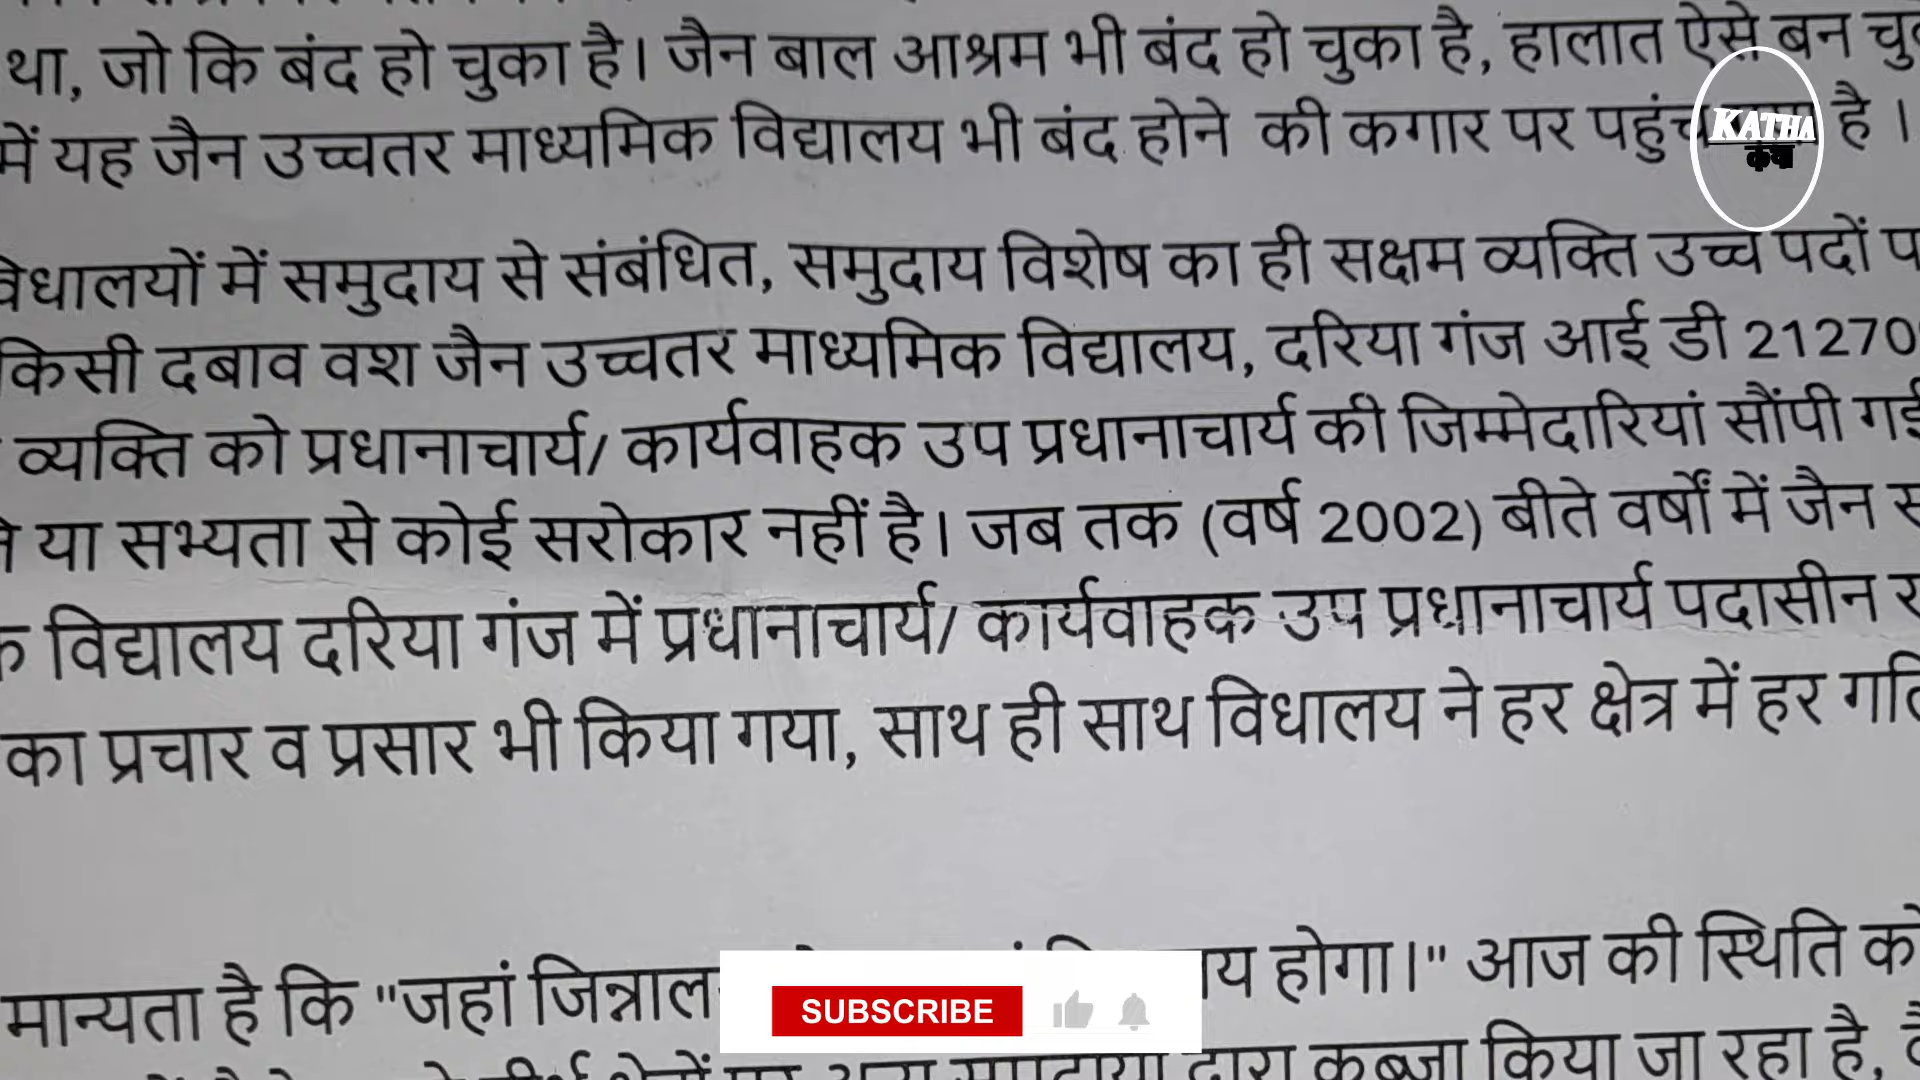 था, जो कि बंद हो चुका है। जैन बाल आश्रम भी बंद हो चुका है, हालात ऐसे बन
में यह जैन उच्चतर माध्यमिक विद्यालय भी बंद होने की कगार पर है ।
KATHA
कथा
में समुदाय से संबंधित, समुदाय विशेष का ही सक्षम व्यक्ति उच्च पदों
किसी दबाव वश जैन उच्चतर माध्यमिक विद्यालय, दरिया गंज आई डी 21270
व्यक्ति को प्रधानाचार्य/ कार्यवाहक उप प्रधानाचार्य की जिम्मेदारियां सौंपी गई
या सभ्यता से कोई सरोकार नहीं है। जब तक (वर्ष 2002) बीते वर्षों में जैन
विद्यालय दरिया गंज में प्रधानाचार्य/ कार्यवाहक उप प्रधानाचार्य पदासीन
का प्रचार व प्रसार भी किया गया, साथ ही साथ विधालय ने हर क्षेत्र में हर
मान्यता है कि "जहां होगा।" आज की स्थिति
SUBSCRIBE
द्वारा कब्जा किया जा रहा है,